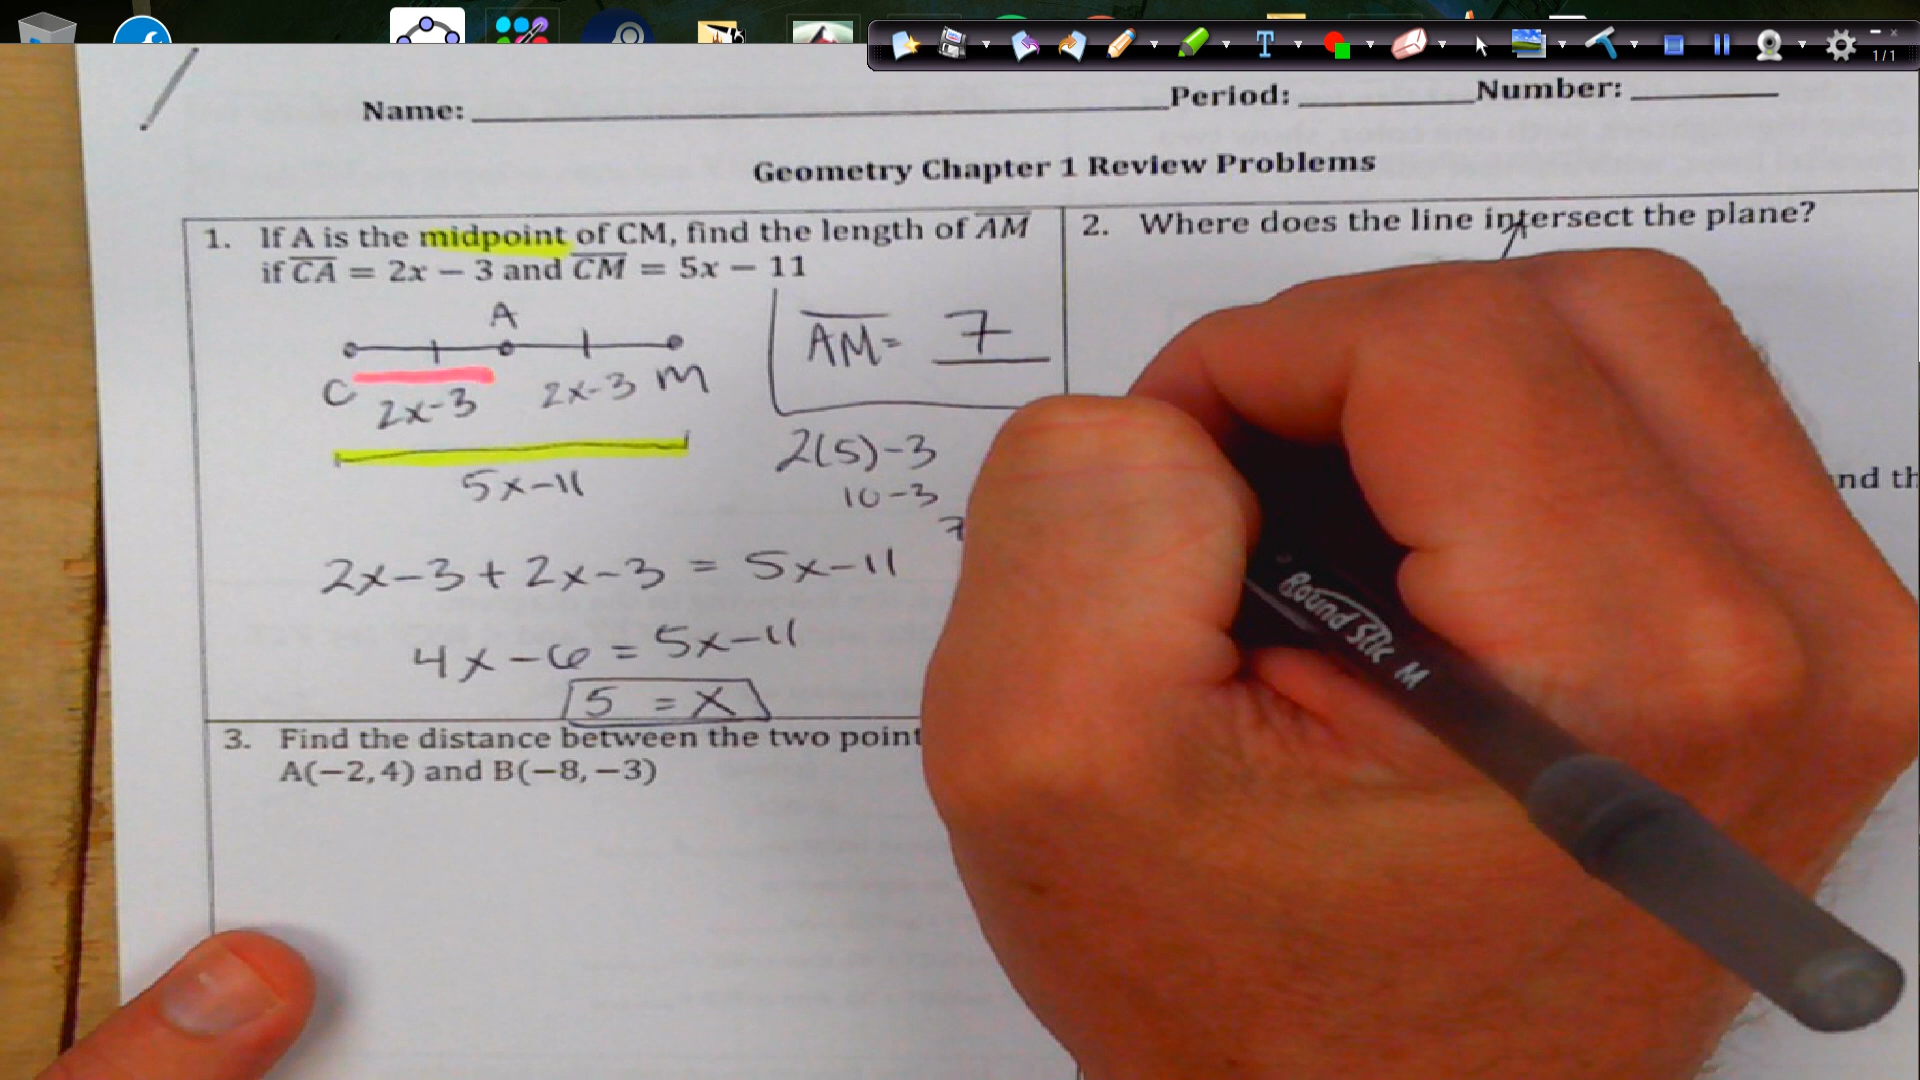 1/1
Name: Period: Number:
Geometry Chapter 1 Review Problems
1. If A is the midpoint of CM, find the length of AM
if CA = 2x − 3 and CM = 5x − 11
A
C M
2x-3 2x-3
5x-11
AM= 7
2(5)-3
10-3
7
2x-3+2x-3 = 5x-11
4x-6 = 5x-11
5 = x
2. Where does the line intersect the plane?
3. Find the distance between the two point
A(−2, 4) and B(−8, −3)
nd th
Round Stic M